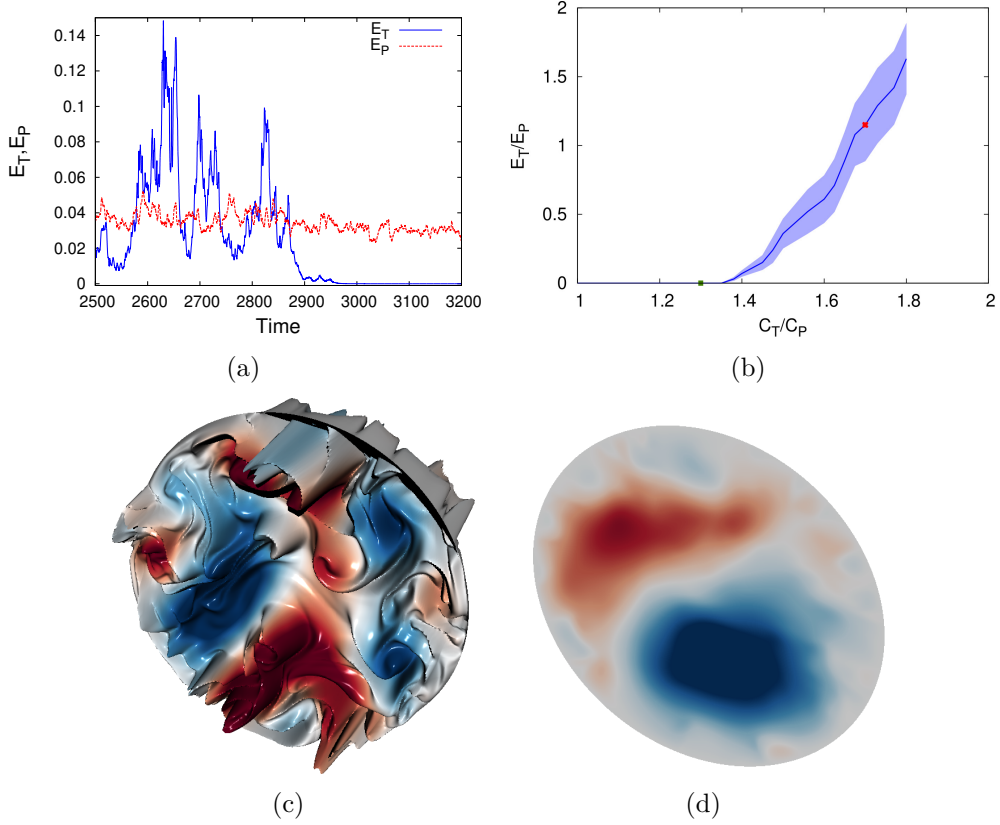 E_T
E_P
0.14
0.12
0.1
0.08
0.06
0.04
0.02
0
E_T, E_P
2500 2600 2700 2800 2900 3000 3100 3200
Time
(a)
2
1.5
1
0.5
0
E_T/E_P
1 1.2 1.4 1.6 1.8 2
C_T/C_P
(b)
(c)
(d)